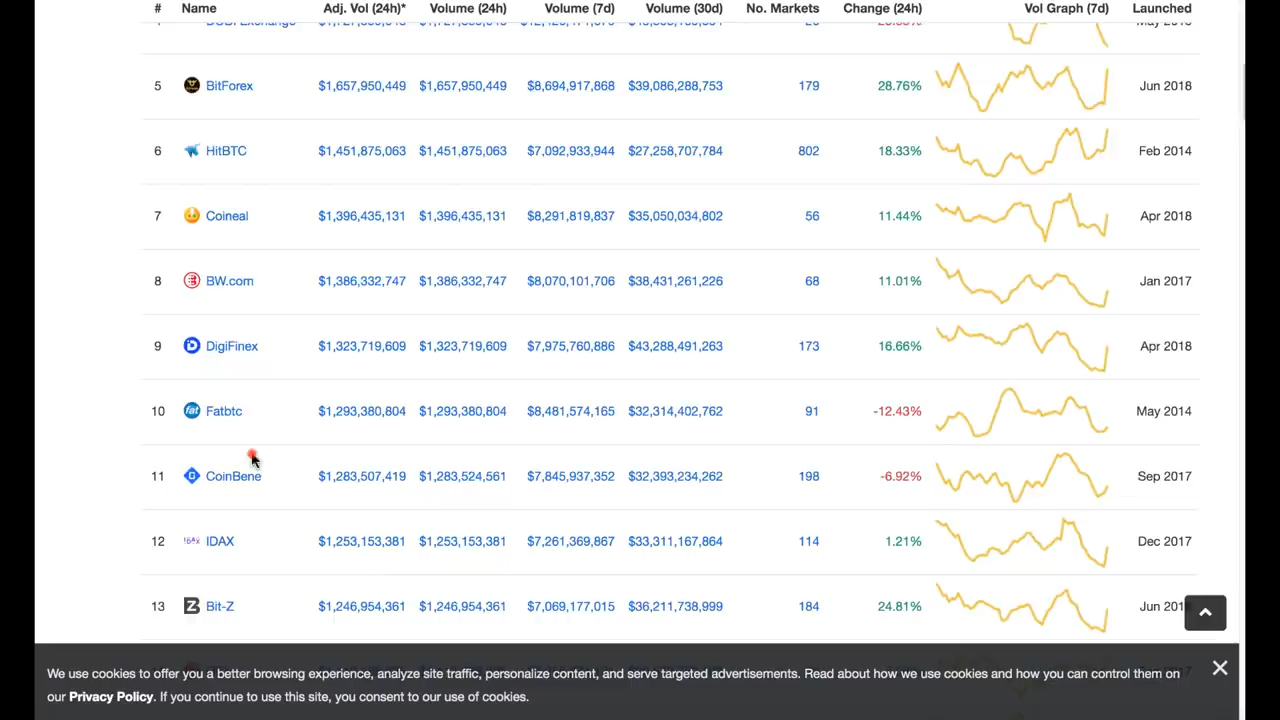 # Name Adj. Vol (24h)* Volume (24h) Volume (7d) Volume (30d) No. Markets Change (24h) Vol Graph (7d) Launched
5 BitForex $1,657,950,449 $1,657,950,449 $8,694,917,868 $39,086,288,753 179 28.76% Jun 2018
6 HitBTC $1,451,875,063 $1,451,875,063 $7,092,933,944 $27,258,707,784 802 18.33% Feb 2014
7 Coineal $1,396,435,131 $1,396,435,131 $8,291,819,837 $35,050,034,802 56 11.44% Apr 2018
8 BW.com $1,386,332,747 $1,386,332,747 $8,070,101,706 $38,431,261,226 68 11.01% Jan 2017
9 DigiFinex $1,323,719,609 $1,323,719,609 $7,975,760,886 $43,288,491,263 173 16.66% Apr 2018
10 fat Fatbtc $1,293,380,804 $1,293,380,804 $8,481,574,165 $32,314,402,762 91 -12.43% May 2014
11 CoinBene $1,283,507,419 $1,283,524,561 $7,845,937,352 $32,393,234,262 198 -6.92% Sep 2017
12 IDAX $1,253,153,381 $1,253,153,381 $7,261,369,867 $33,311,167,864 114 1.21% Dec 2017
13 Bit-Z $1,246,954,361 $1,246,954,361 $7,069,177,015 $36,211,738,999 184 24.81% Jun
We use cookies to offer you a better browsing experience, analyze site traffic, personalize content, and serve targeted advertisements. Read about how we use cookies and how you can control them on
our Privacy Policy. If you continue to use this site, you consent to our use of cookies.